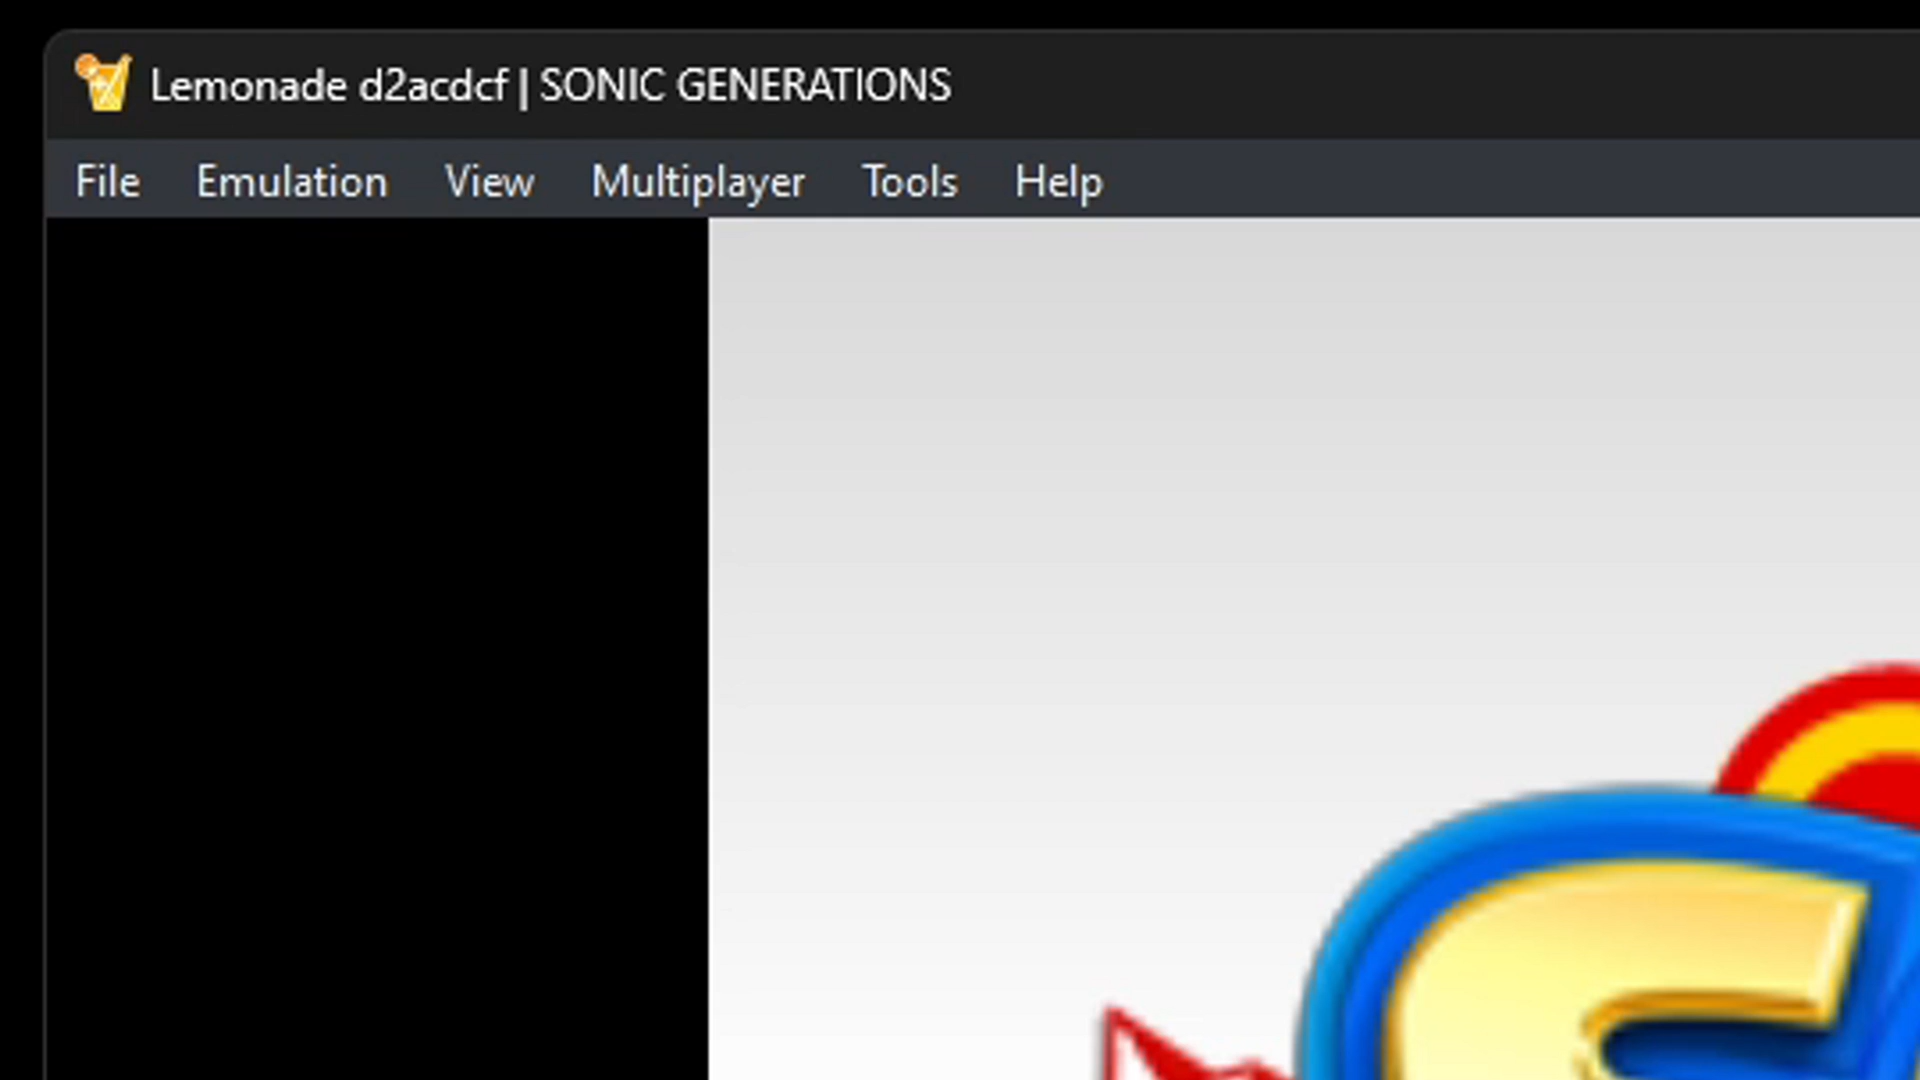 Lemonade d2acdcf | SONIC GENERATIONS
File Emulation View Multiplayer Tools Help
S